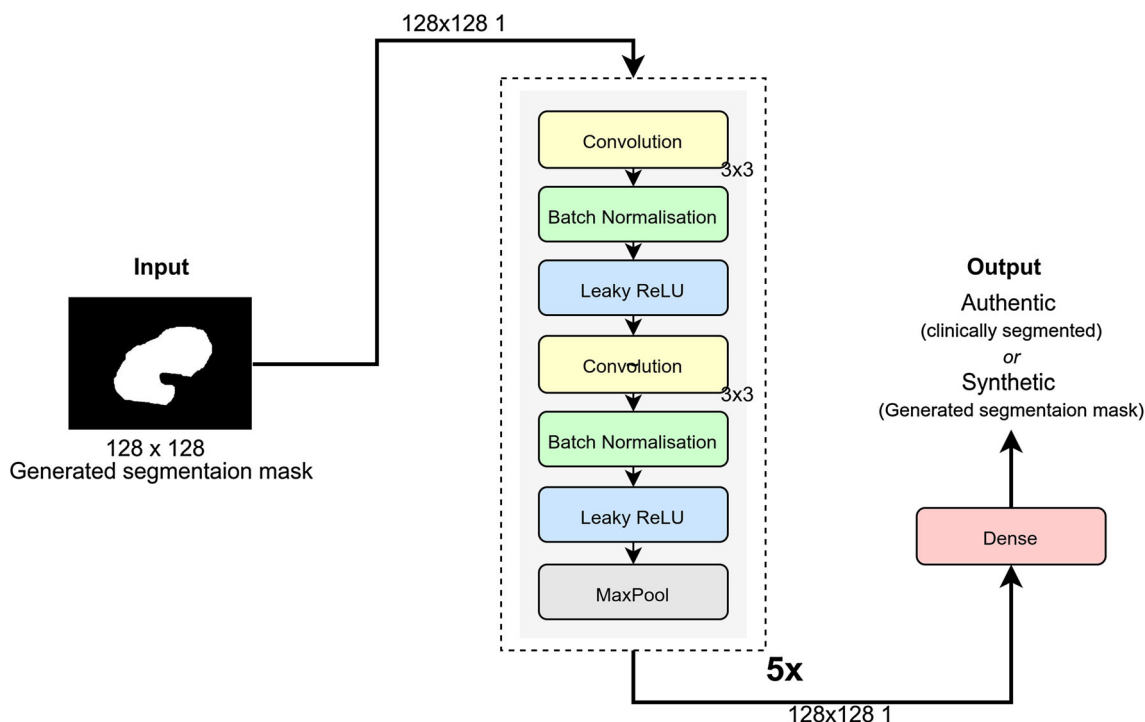 128x128 1
Convolution
3x3
Batch Normalisation
Leaky ReLU
Convolution
3x3
Batch Normalisation
Leaky ReLU
MaxPool
5x
128x128 1
Input
128 x 128
Generated segmentaion mask
Output
Authentic
(clinically segmented)
or
Synthetic
(Generated segmentaion mask)
Dense